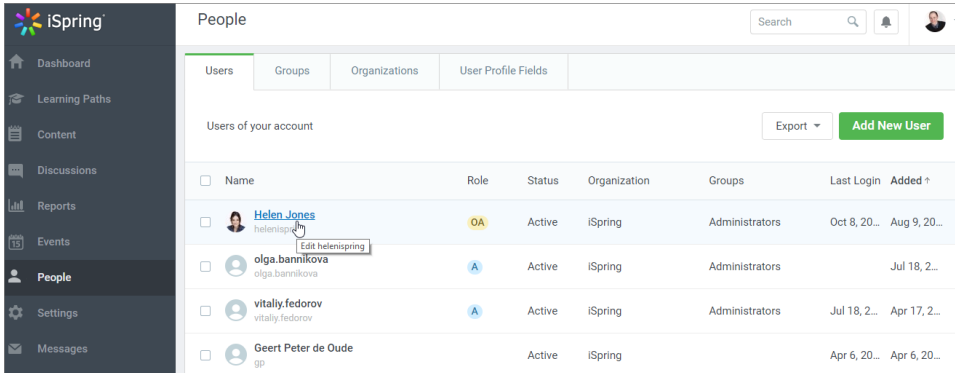 iSpring
People
Search
Dashboard
Learning Paths
Content
Discussions
Reports
15
Events
People
Settings
Messages
Users Groups Organizations User Profile Fields
Users of your account
Export
Add New User
Name Role Status Organization Groups Last Login Added ↑
Helen Jones OA Active iSpring Administrators Oct 8, 20... Aug 9, 20...
Edit helenispring
olga.bannikova A Active iSpring Administrators Jul 18, 2...
olga.bannikova
vitaliy.fedorov A Active iSpring Administrators Jul 18, 2... Apr 17, 2...
vitaliy.fedorov
Geert Peter de Oude Active iSpring Apr 6, 20... Apr 6, 20...
gp